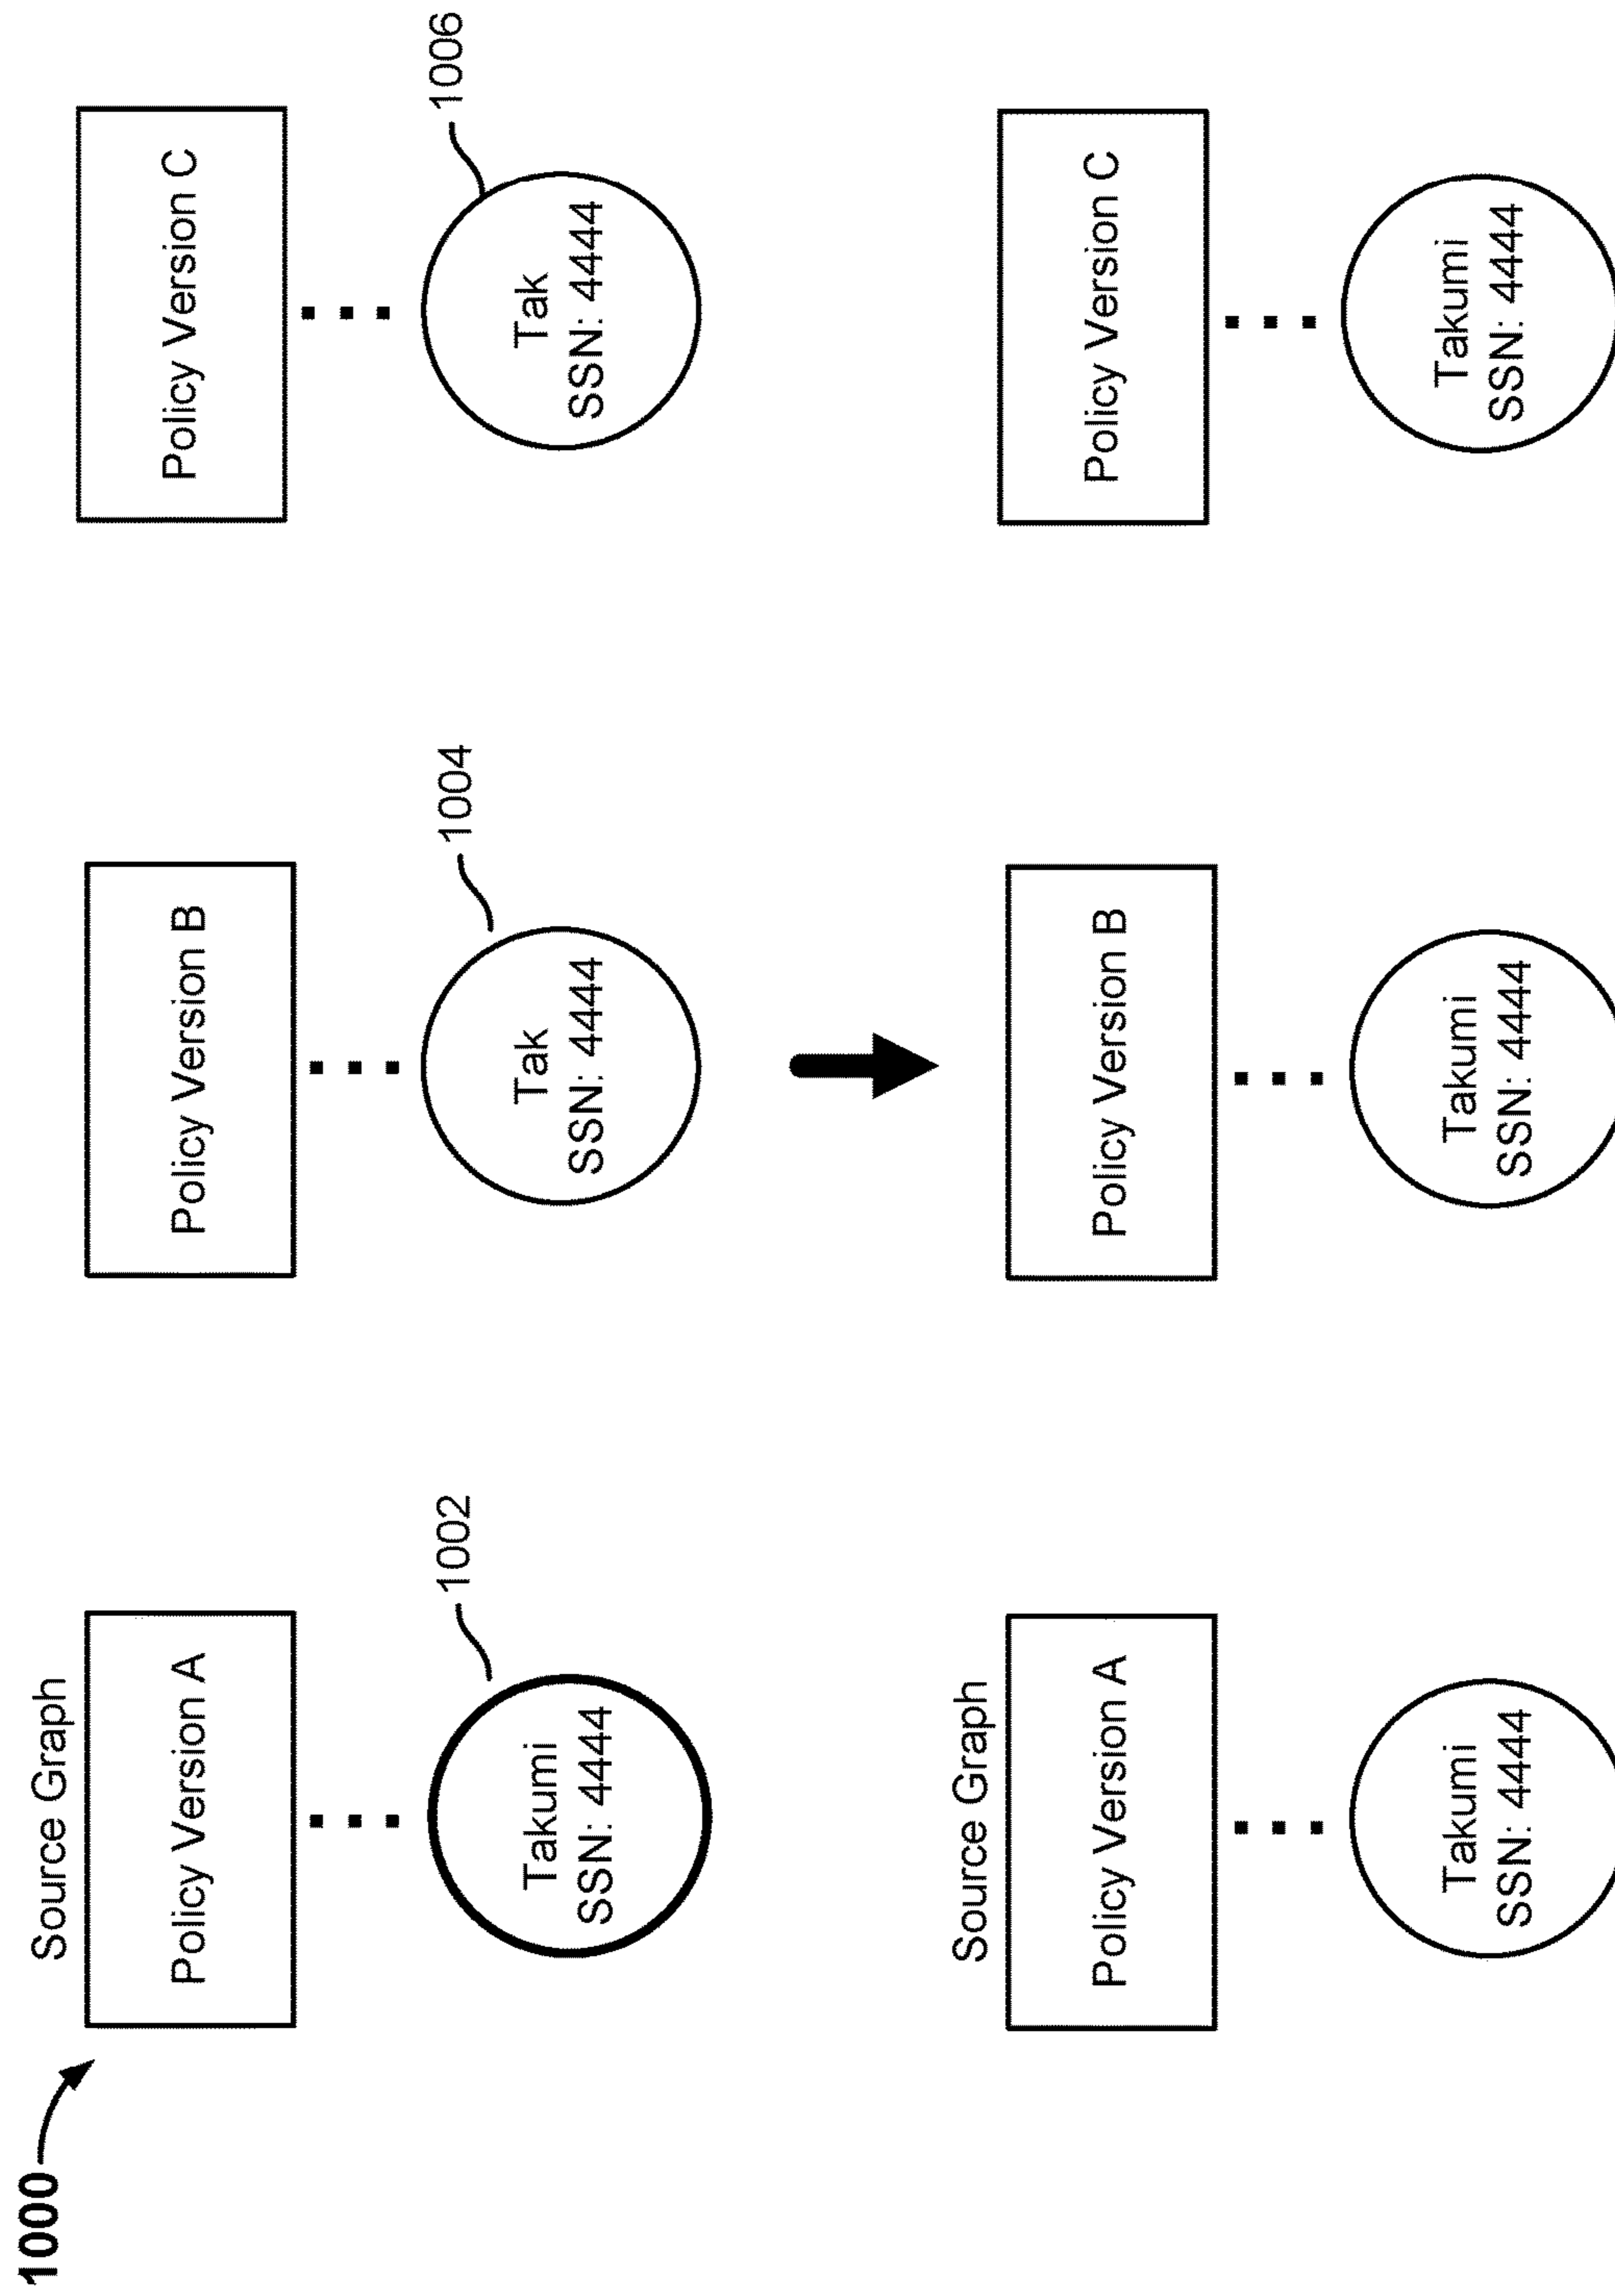 1000
Source Graph
Policy Version A
Policy Version B
Policy Version C
1002
1004
1006
Takumi
SSN: 4444
Tak
SSN: 4444
Tak
SSN: 4444
Source Graph
Policy Version A
Policy Version B
Policy Version C
Takumi
SSN: 4444
Takumi
SSN: 4444
Takumi
SSN: 4444